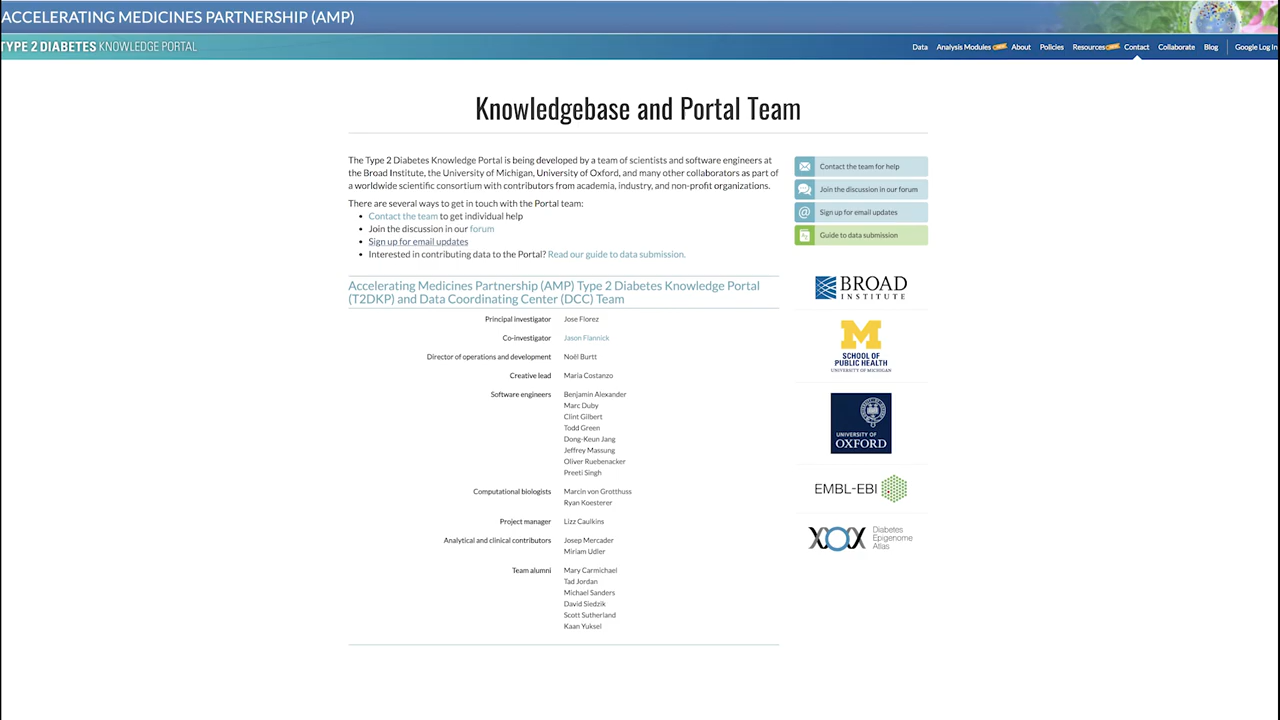 ACCELERATING MEDICINES PARTNERSHIP (AMP)
TYPE 2 DIABETES KNOWLEDGE PORTAL
Data Analysis Modules About Policies Resources Contact Collaborate Blog Google Log In
Knowledgebase and Portal Team
The Type 2 Diabetes Knowledge Portal is being developed by a team of scientists and software engineers at
the Broad Institute, the University of Michigan, University of Oxford, and many other collaborators as part of
a worldwide scientific consortium with contributors from academia, industry, and non-profit organizations.
There are several ways to get in touch with the Portal team:
• Contact the team to get individual help
• Join the discussion in our forum
• Sign up for email updates
• Interested in contributing data to the Portal? Read our guide to data submission.
Accelerating Medicines Partnership (AMP) Type 2 Diabetes Knowledge Portal
(T2DKP) and Data Coordinating Center (DCC) Team
Principal investigator Jose Florez
Co-investigator Jason Flannick
Director of operations and development Noël Burtt
Creative lead Maria Costanzo
Software engineers Benjamin Alexander
Marc Duby
Clint Gilbert
Todd Green
Dong-Keun Jang
Jeffrey Massung
Oliver Ruebenacker
Preeti Singh
Computational biologists Marcin von Grotthuss
Ryan Koesterer
Project manager Lizz Caulkins
Analytical and clinical contributors Josep Mercader
Miriam Udler
Team alumni Mary Carmichael
Tad Jordan
Michael Sanders
David Siedzik
Scott Sutherland
Kaan Yuksel
Contact the team for help
Join the discussion in our forum
Sign up for email updates
Guide to data submission
BROAD
INSTITUTE
M
SCHOOL OF
PUBLIC HEALTH
UNIVERSITY OF MICHIGAN
UNIVERSITY OF
OXFORD
EMBL-EBI
Diabetes
Epigenome
Atlas